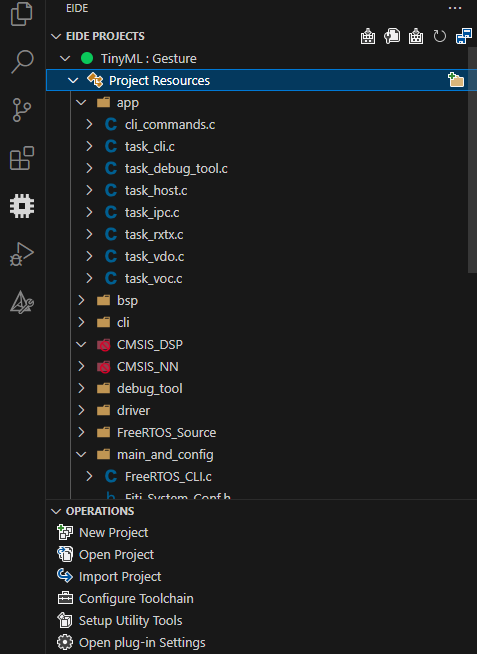 EIDE
EIDE PROJECTS
TinyML : Gesture
Project Resources
app
C cli_commands.c
C task_cli.c
C task_debug_tool.c
C task_host.c
C task_ipc.c
C task_rxtx.c
C task_vdo.c
C task_voc.c
bsp
cli
CMSIS_DSP
CMSIS_NN
debug_tool
driver
FreeRTOS_Source
main_and_config
C FreeRTOS_CLI.c
h Fiti_System_Conf.h
OPERATIONS
New Project
Open Project
Import Project
Configure Toolchain
Setup Utility Tools
Open plug-in Settings